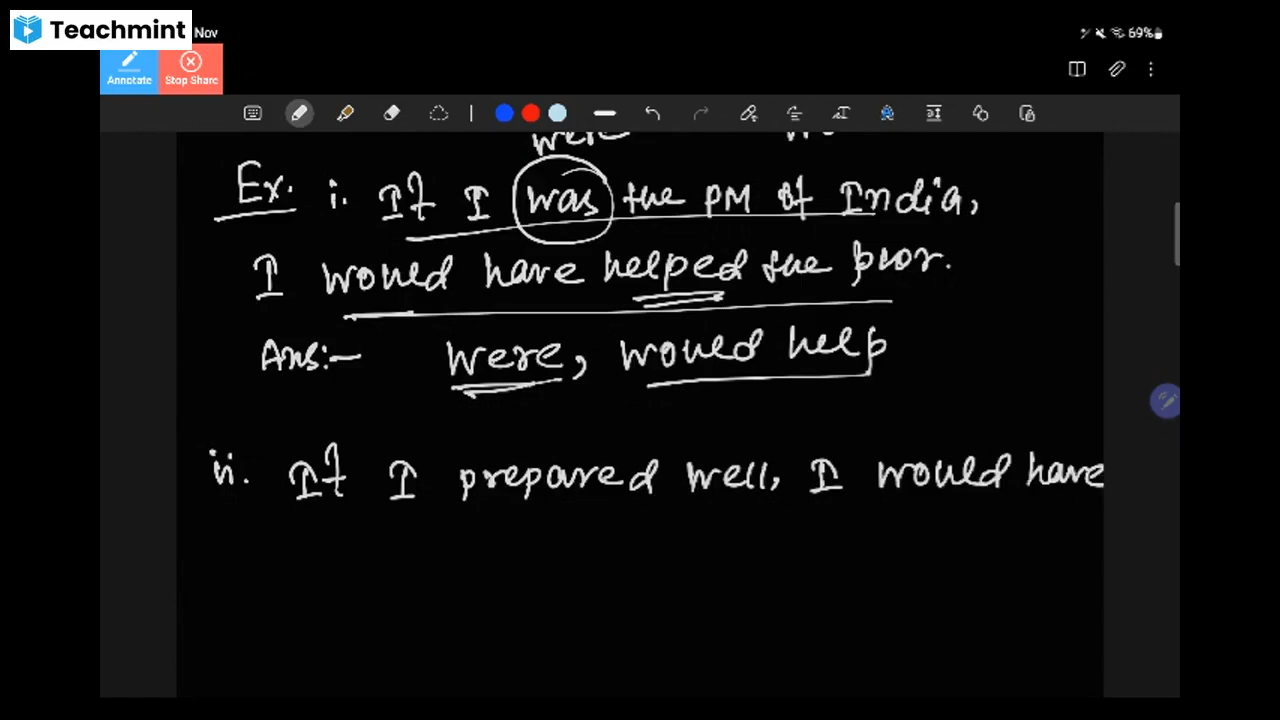 Teachmint
Nov
69%
Annotate
Stop Share
were
Ex. i. If I was the PM of India,
I would have helped the poor.
Ans:- were, would help
ii. If I prepared well, I would have